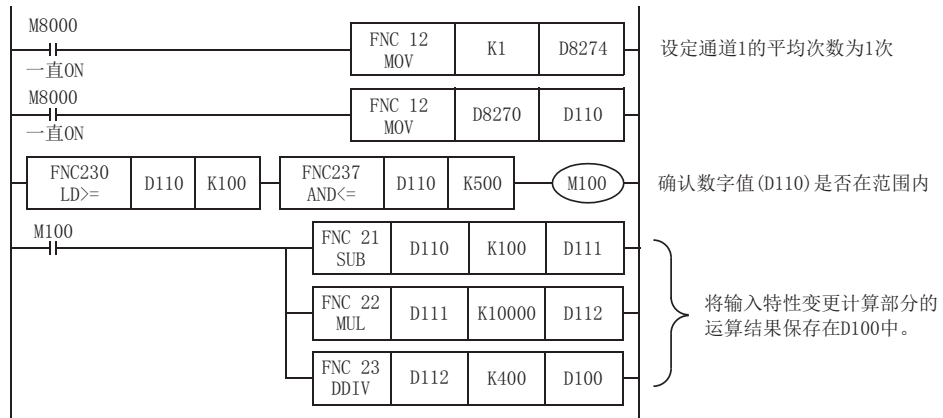 M8000
一直ON
FNC 12
MOV
K1
D8274
设定通道1的平均次数为1次
M8000
一直ON
FNC 12
MOV
D8270
D110
FNC230
LD>=
D110
K100
FNC237
AND<=
D110
K500
M100
确认数字值(D110)是否在范围内
M100
FNC 21
SUB
D110
K100
D111
FNC 22
MUL
D111
K10000
D112
FNC 23
DDIV
D112
K400
D100
将输入特性变更计算部分的
运算结果保存在D100中。